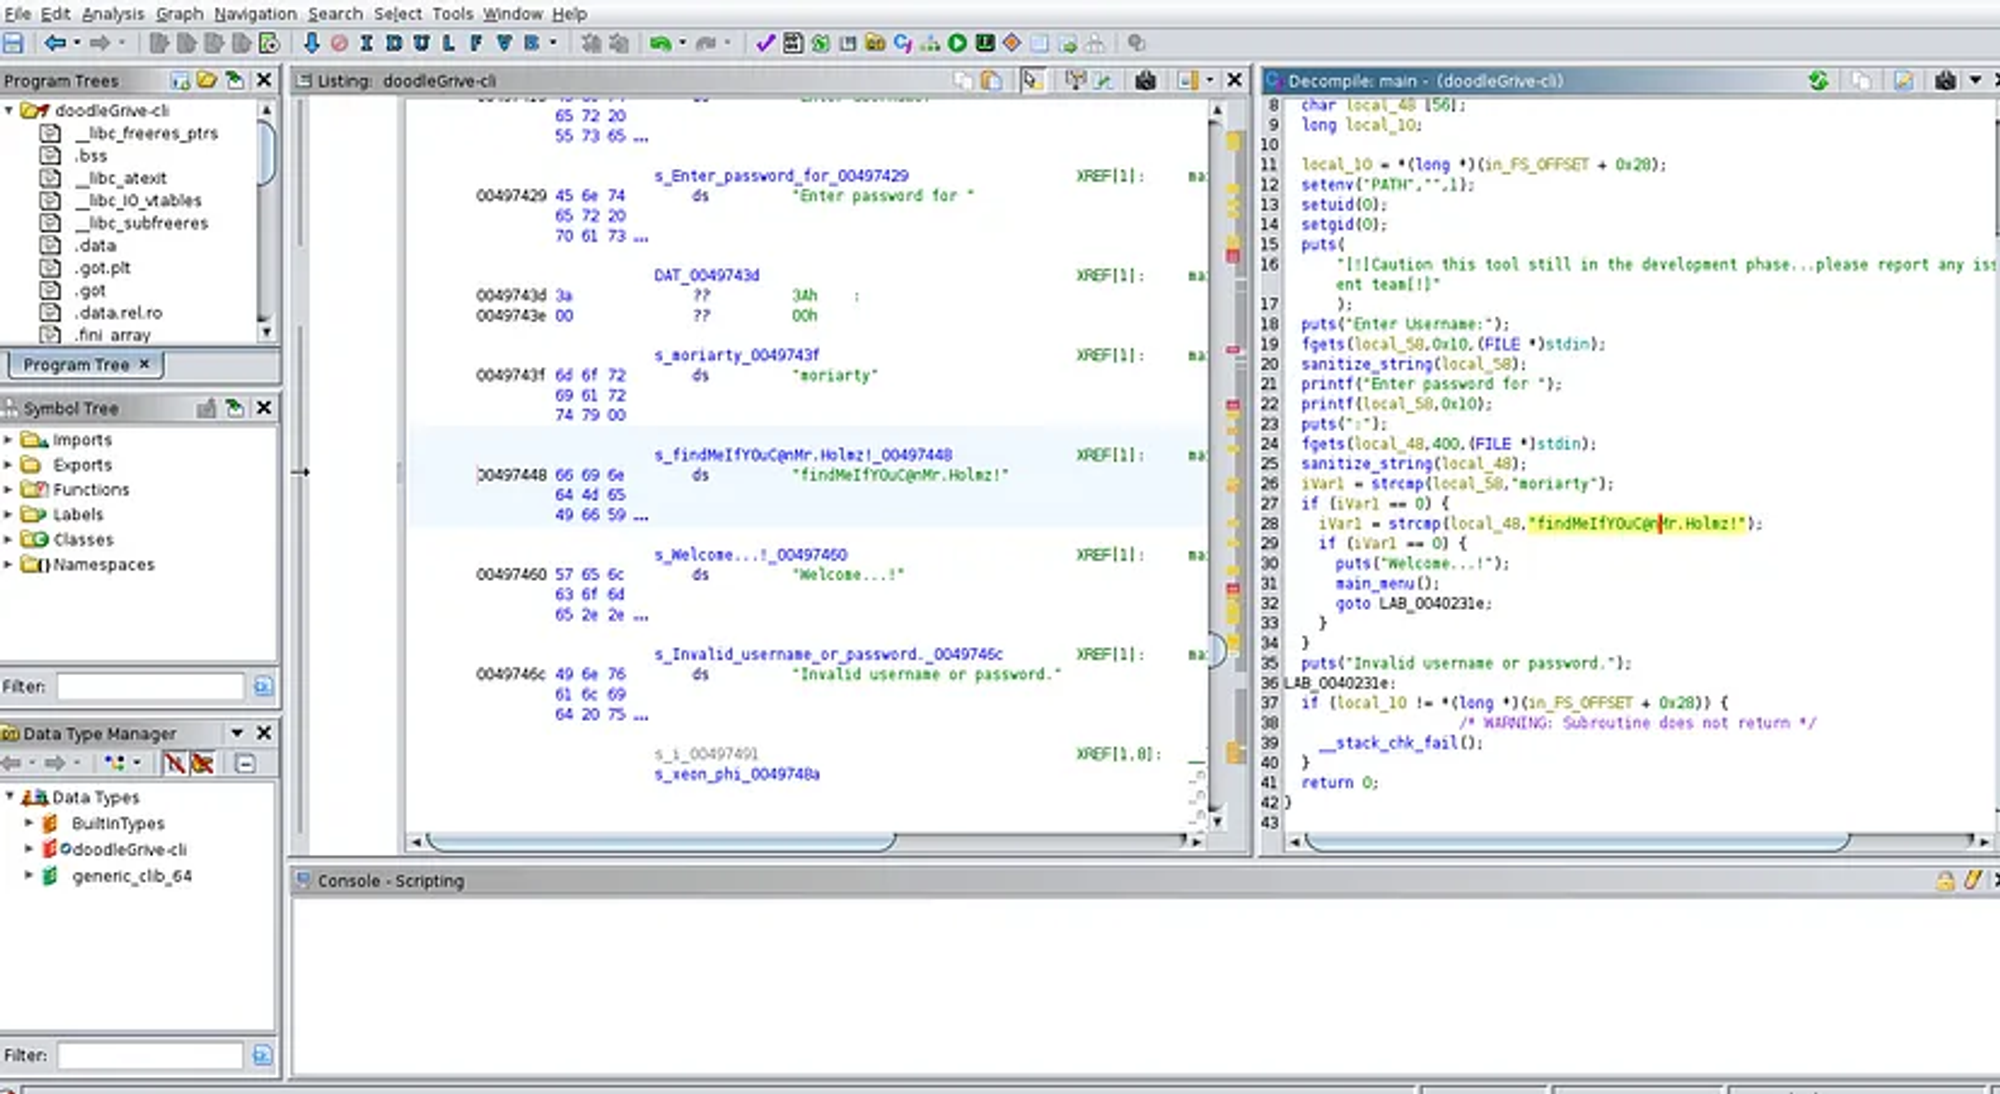 File Edit Analysis Graph Navigation Search Select Tools Window Help
I D U L F V B
Program Trees
doodleGrive-cli
__libc_freeres_ptrs
.bss
__libc_atexit
__libc_IO_vtables
__libc_subfreeres
.data
.got.plt
.got
.data.rel.ro
.fini_array
Program Tree
Symbol Tree
Imports
Exports
Functions
Labels
Classes
Namespaces
Filter:
Data Type Manager
Data Types
BuiltInTypes
doodleGrive-cli
generic_clib_64
Filter:
Listing: doodleGrive-cli
65 72 20
55 73 65 ...
s_Enter_password_for_00497429 XREF[1]:
00497429 45 6e 74 ds "Enter password for "
65 72 20
70 61 73 ...
DAT_0049743d XREF[1]:
0049743d 3a ?? 3Ah :
0049743e 00 ?? 00h
s_moriarty_0049743f XREF[1]:
0049743f 6d 6f 72 ds "moriarty"
69 61 72
74 79 00
s_findMeIfY0uC@nMr.Holmz!_00497448 XREF[1]:
00497448 66 69 6e ds "findMeIfY0uC@nMr.Holmz!"
64 4d 65
49 66 59 ...
s_Welcome...!_00497460 XREF[1]:
00497460 57 65 6c ds "Welcome...!"
63 6f 6d
65 2e 2e ...
s_Invalid_username_or_password._0049746c XREF[1]:
0049746c 49 6e 76 ds "Invalid username or password."
61 6c 69
64 20 75 ...
s_i_00497491 XREF[1,8]:
s_xeon_phi_0049748a
Decompile: main - (doodleGrive-cli)
8 char local_48 [56];
9 long local_10;
10
11 local_10 = *(long *)(in_FS_OFFSET + 0x28);
12 setenv("PATH","",1);
13 setuid(0);
14 setgid(0);
15 puts(
16 "[!]Caution this tool still in the development phase...please report any iss
ent team[!]"
17 );
18 puts("Enter Username:");
19 fgets(local_58,0x10,(FILE *)stdin);
20 sanitize_string(local_58);
21 printf("Enter password for ");
22 printf(local_58,0x10);
23 puts(":");
24 fgets(local_48,400,(FILE *)stdin);
25 sanitize_string(local_48);
26 iVar1 = strcmp(local_58,"moriarty");
27 if (iVar1 == 0) {
28 iVar1 = strcmp(local_48,"findMeIfY0uC@nMr.Holmz!");
29 if (iVar1 == 0) {
30 puts("Welcome...!");
31 main_menu();
32 goto LAB_0040231e;
33 }
34 }
35 puts("Invalid username or password.");
36 LAB_0040231e:
37 if (local_10 != *(long *)(in_FS_OFFSET + 0x28)) {
38 /* WARNING: Subroutine does not return */
39 __stack_chk_fail();
40 }
41 return 0;
42 }
43
Console - Scripting